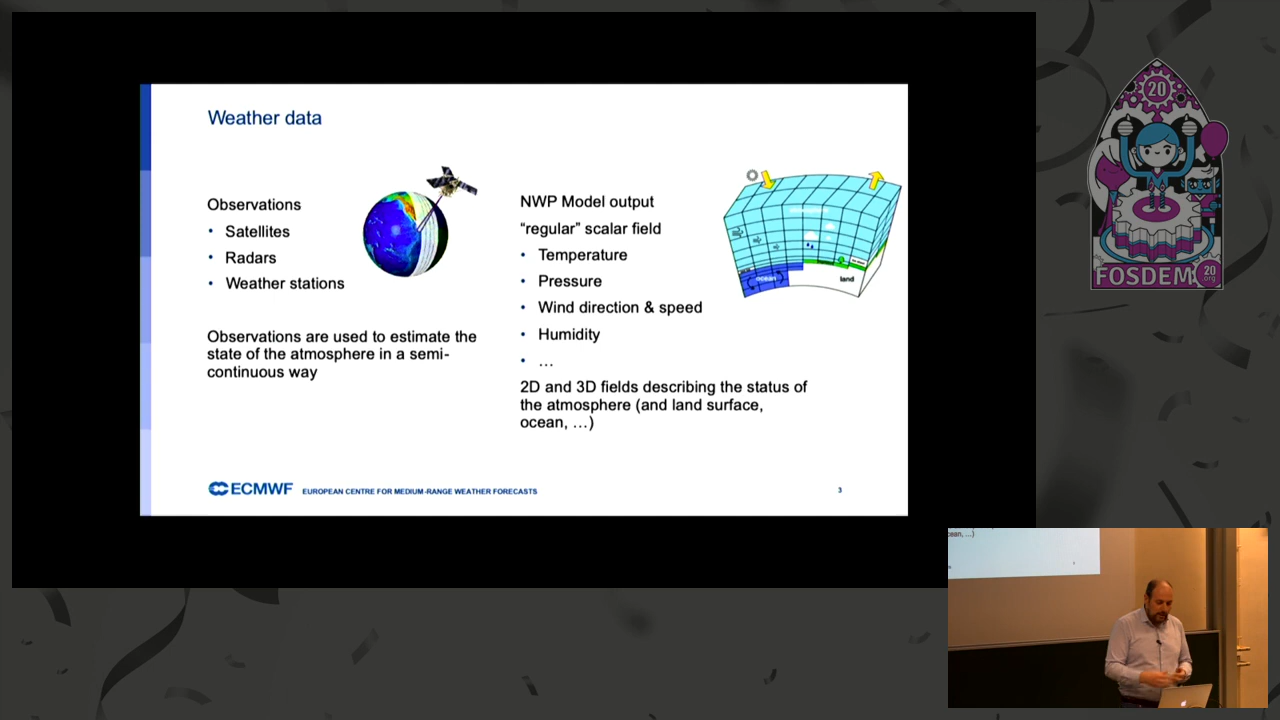 Weather data
Observations
• Satellites
• Radars
• Weather stations
Observations are used to estimate the
state of the atmosphere in a semi-
continuous way
NWP Model output
“regular” scalar field
• Temperature
• Pressure
• Wind direction & speed
• Humidity
• …
2D and 3D fields describing the status of
the atmosphere (and land surface,
ocean, …)
ocean
land
ECMWF EUROPEAN CENTRE FOR MEDIUM-RANGE WEATHER FORECASTS
3
20
FOSDEM
20
.org
ocean, …)